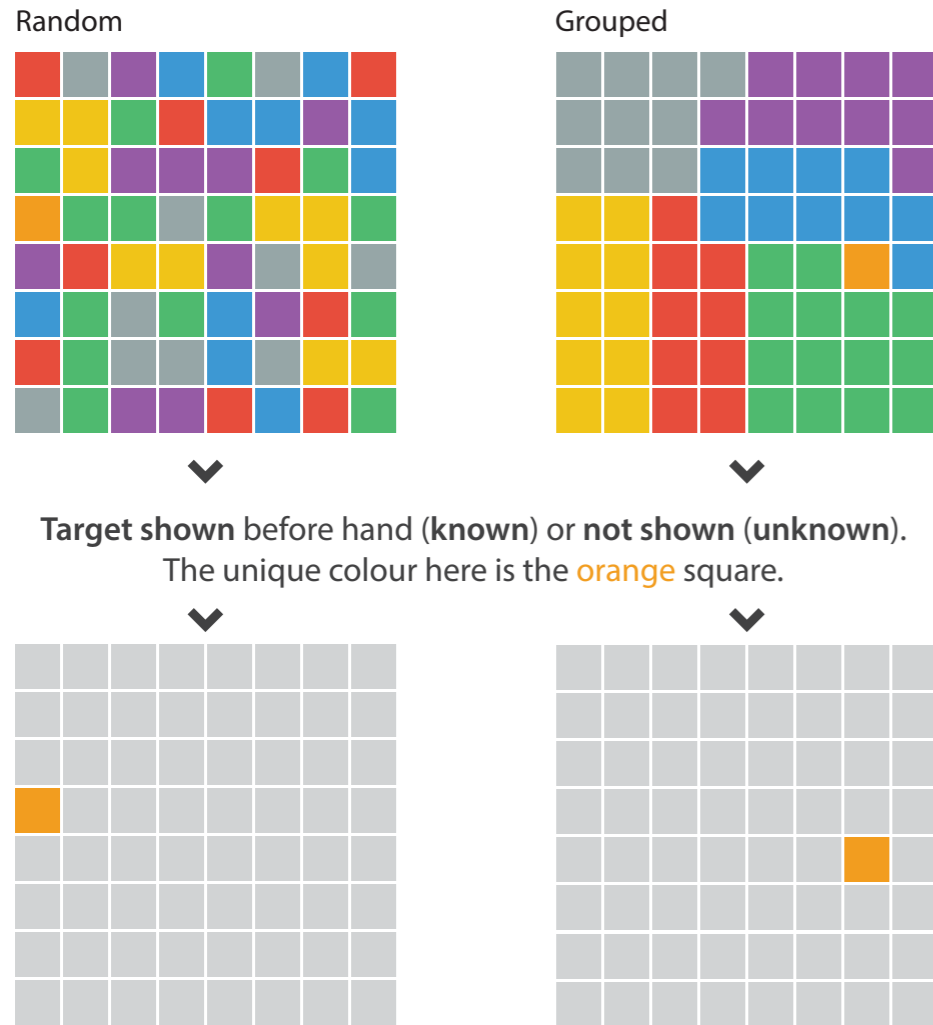 Random
Grouped
Target shown before hand (known) or not shown (unknown).
The unique colour here is the orange square.